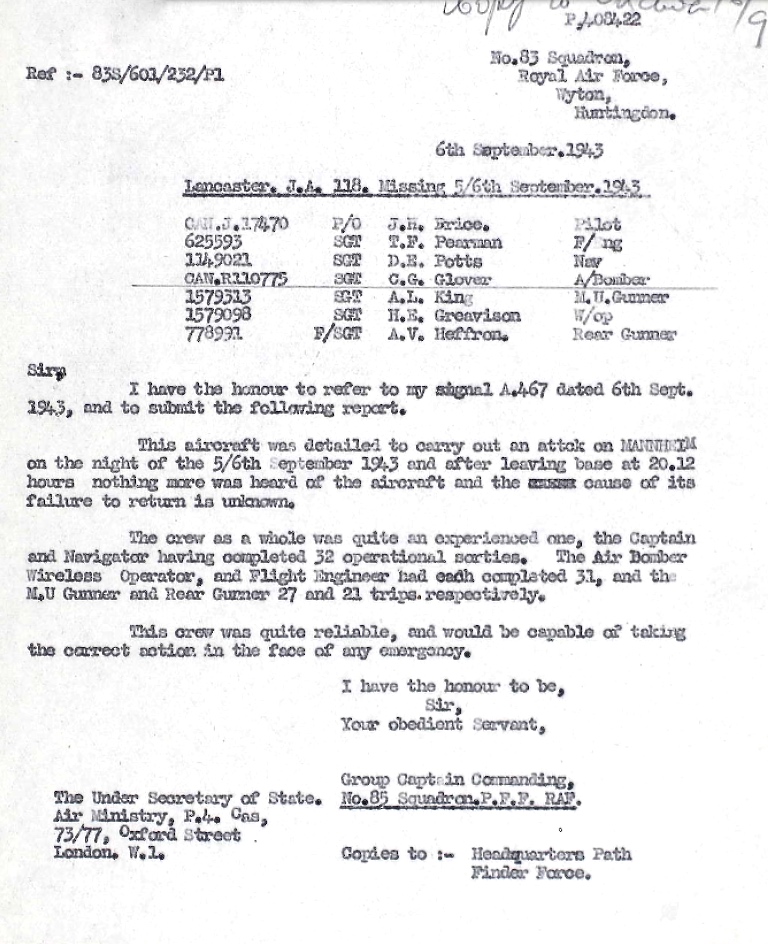 Copy to
P.408422
No.83 Squadron,
Ref :- 83S/601/232/P1
Royal Air Force,
Wyton,
Huntingdon.
6th September.1943
Lancaster. J.A. 118. Missing 5/6th September.1943
CAN.J.17470 P/O J.H. Price. Pilot
625593 SGT T.F. Pearman F/ ng
1149021 SGT D.E. Potts Nav
CAN.R110775 SGT C.G. Glover A/Bomber
1579313 SGT A.L. King M.U.Gunner
1579098 SGT H.E. Greavison W/op
778991 F/SGT A.V. Heffron. Rear Gunner
Sir,
I have the honour to refer to my signal A.467 dated 6th Sept.
1943, and to submit the following report.
This aircraft was detailed to carry out an attck on MANNHEIM
on the night of the 5/6th September 1943 and after leaving base at 20.12
hours nothing more was heard of the aircraft and the cause of its
failure to return is unknown.
The crew as a whole was quite an experienced one, the Captain
and Navigator having completed 32 operational sorties. The Air Bomber
Wireless Operator, and Flight Engineer had each completed 31, and the
M,U Gunner and Rear Gunner 27 and 21 trips.respectively.
This crew was quite reliable, and would be capable of taking
the correct action in the face of any emergency.
I have the honour to be,
Sir,
Your obedient Servant,
Group Captain Commanding,
No.85 Squadron.P.F.F. RAF.
The Under Secretary of State.
Air Ministry, P.4. Cas,
73/77, Oxford Street
London. W.1.
Copies to :- Headquarters Path
Finder Force.